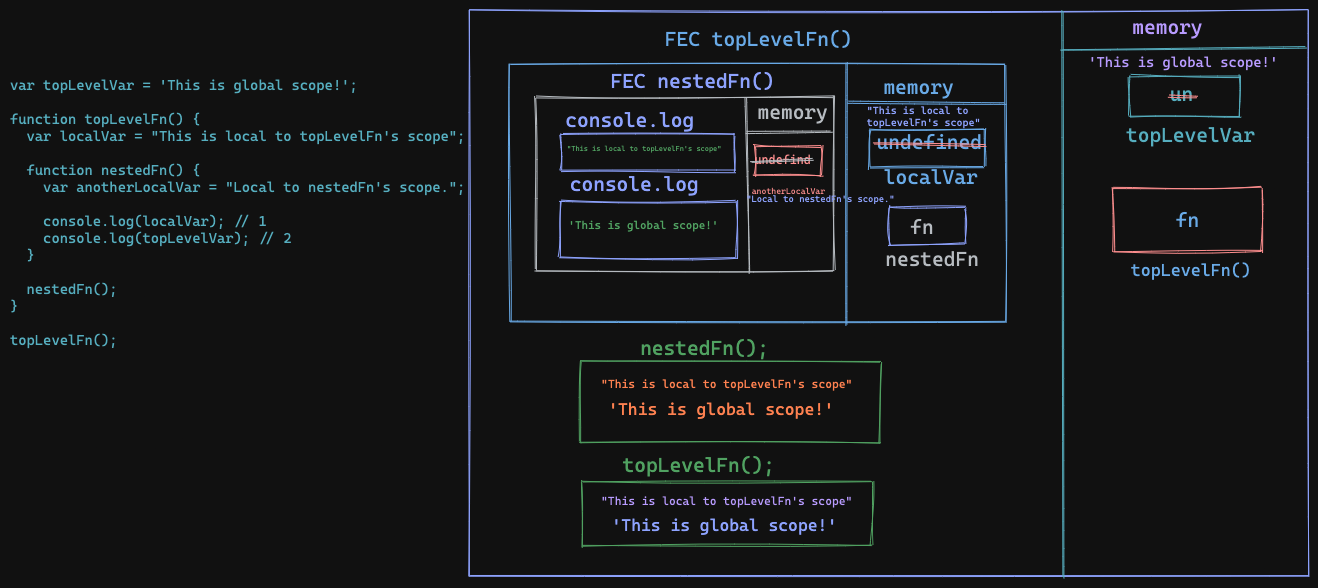 var topLevelVar = 'This is global scope!';
function topLevelFn() {
var localVar = "This is local to topLevelFn's scope";
function nestedFn() {
var anotherLocalVar = "Local to nestedFn's scope.";
console.log(localVar); // 1
console.log(topLevelVar); // 2
}
nestedFn();
}
topLevelFn();
FEC topLevelFn()
FEC nestedFn()
console.log
"This is local to topLevelFn's scope"
console.log
'This is global scope!'
memory
undefind
anotherLocalVar
"Local to nestedFn's scope."
memory
"This is local to
topLevelFn's scope"
undefined
localVar
fn
nestedFn
nestedFn();
"This is local to topLevelFn's scope"
'This is global scope!'
topLevelFn();
"This is local to topLevelFn's scope"
'This is global scope!'
memory
'This is global scope!'
un
topLevelVar
fn
topLevelFn()